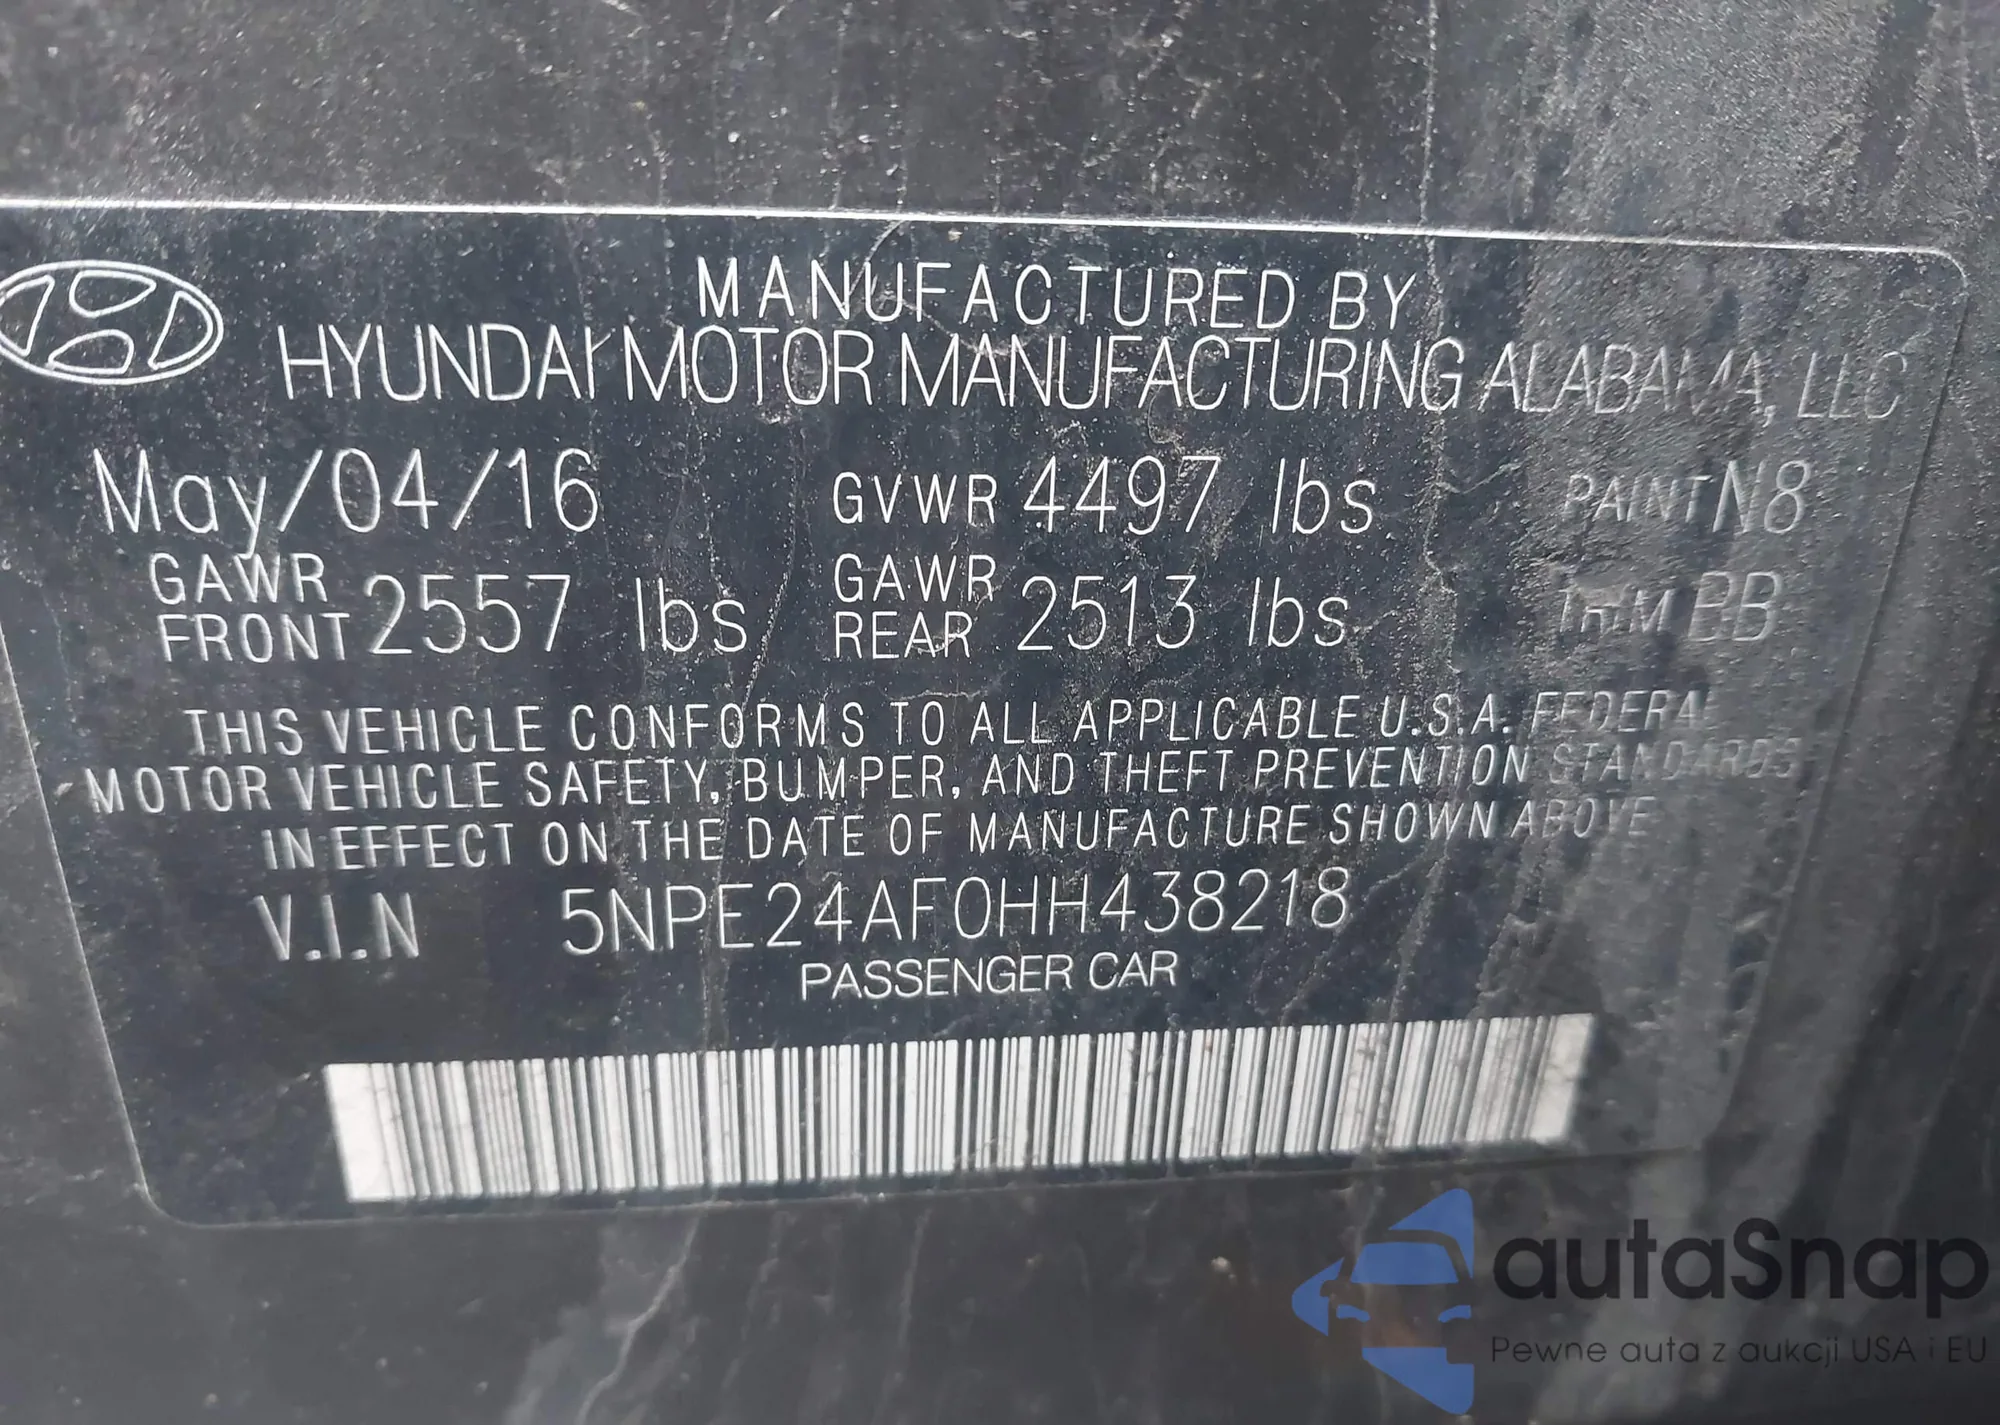 MANUFACTURED BY
HYUNDAI MOTOR MANUFACTURING ALABAMA, LLC
May/04/16 GVWR 4497 lbs PAINT N8
GAWR FRONT 2557 lbs GAWR REAR 2513 lbs TRIM BB
THIS VEHICLE CONFORMS TO ALL APPLICABLE U.S.A. FEDERAL
MOTOR VEHICLE SAFETY, BUMPER, AND THEFT PREVENTION STANDARDS
IN EFFECT ON THE DATE OF MANUFACTURE SHOWN ABOVE
V.I.N 5NPE24AF0HH438218
PASSENGER CAR
autaSnap
Pewne auta z aukcji USA i EU